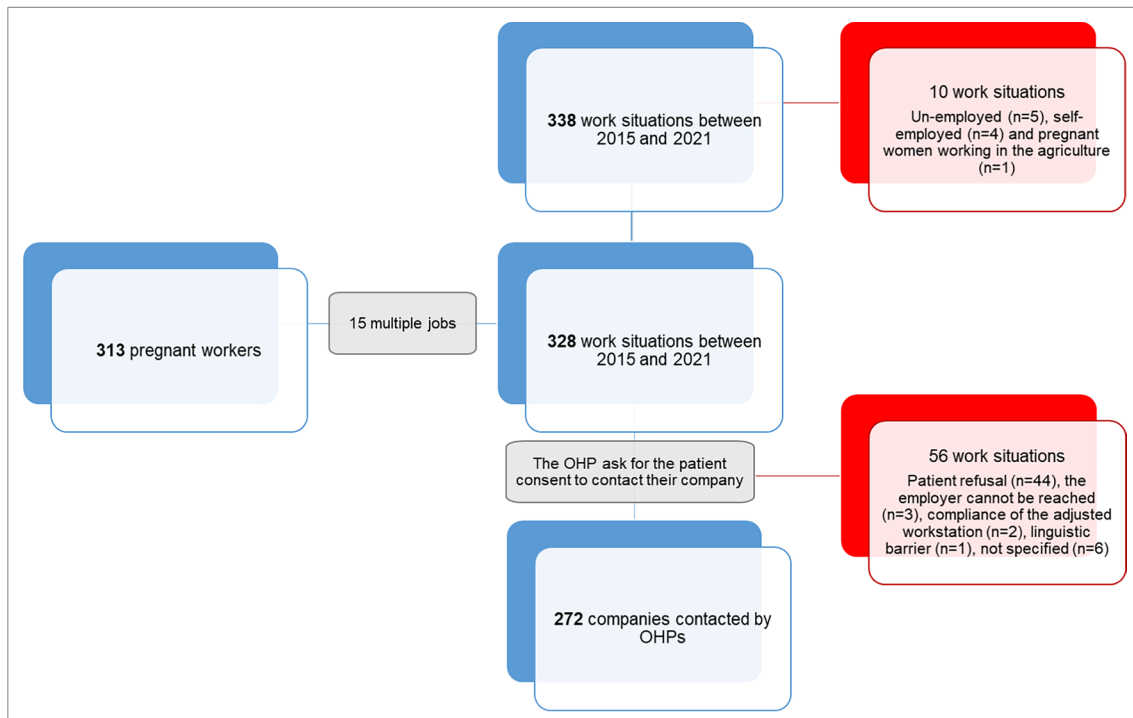 338 work situations between
2015 and 2021
10 work situations
Un-employed (n=5), self-
employed (n=4) and pregnant
women working in the agriculture
(n=1)
313 pregnant workers
15 multiple jobs
328 work situations between
2015 and 2021
The OHP ask for the patient
consent to contact their company
56 work situations
Patient refusal (n=44), the
employer cannot be reached
(n=3), compliance of the adjusted
workstation (n=2), linguistic
barrier (n=1), not specified (n=6)
272 companies contacted by
OHPs